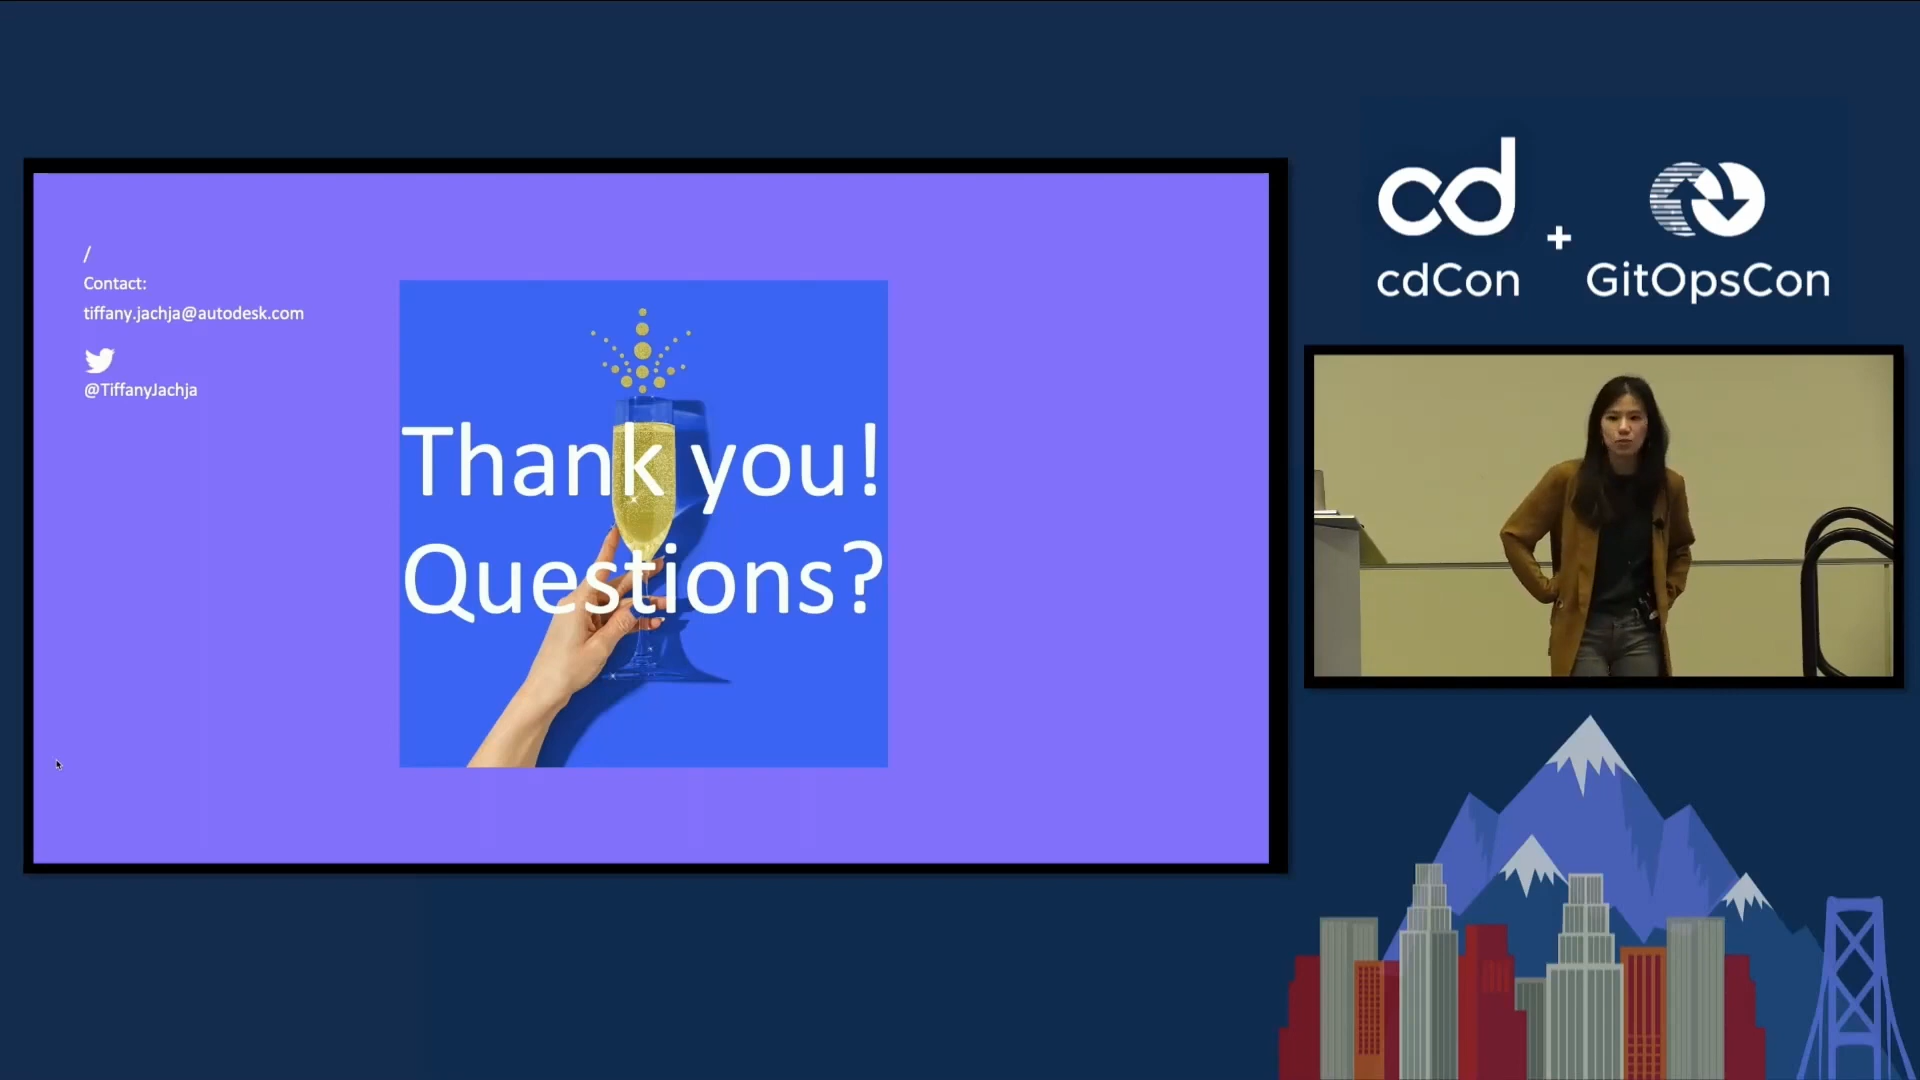 /
Contact:
tiffany.jachja@autodesk.com
@TiffanyJachja
Thank you!
Questions?
cd
cdCon
+
GitOpsCon